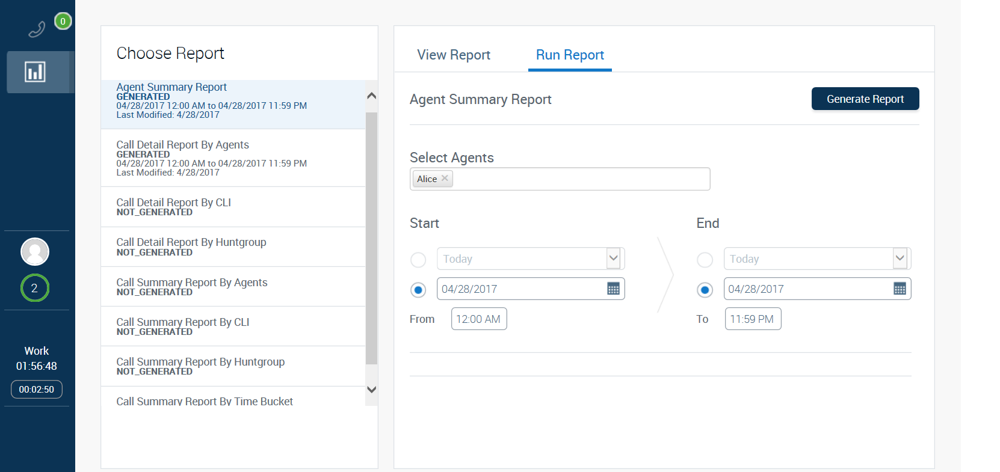 0
2
Work
01:56:48
00:02:50
Choose Report
Agent Summary Report
GENERATED
04/28/2017 12:00 AM to 04/28/2017 11:59 PM
Last Modified: 4/28/2017
Call Detail Report By Agents
GENERATED
04/28/2017 12:00 AM to 04/28/2017 11:59 PM
Last Modified: 4/28/2017
Call Detail Report By CLI
NOT_GENERATED
Call Detail Report By Huntgroup
NOT_GENERATED
Call Summary Report By Agents
NOT_GENERATED
Call Summary Report By CLI
NOT_GENERATED
Call Summary Report By Huntgroup
NOT_GENERATED
Call Summary Report By Time Bucket
View Report
Run Report
Agent Summary Report
Generate Report
Select Agents
Alice
Start
End
Today
Today
04/28/2017
04/28/2017
From 12:00 AM
To 11:59 PM